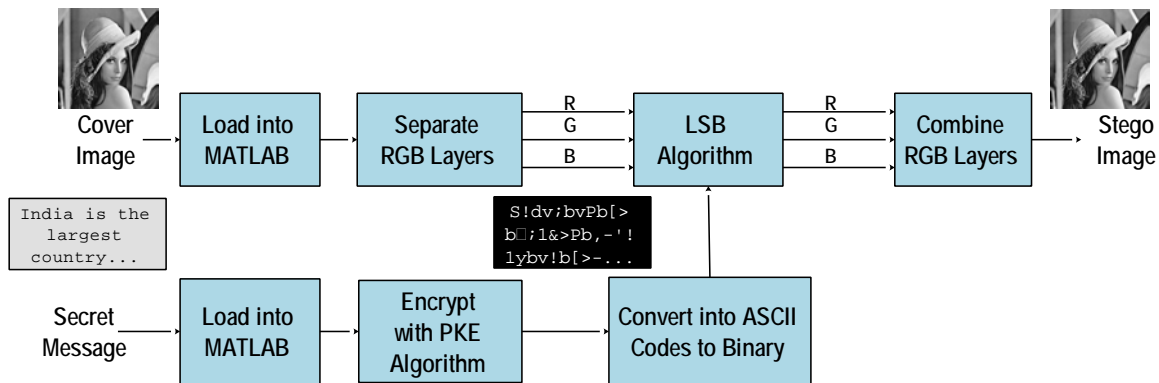 Cover
Image
Load into
MATLAB
Separate
RGB Layers
R
G
B
LSB
Algorithm
R
G
B
Combine
RGB Layers
Stego
Image
India is the
largest
country...
S!dv;bvPb[>
b□;1&>Pb,-'!
1ybv!b[>-...
Secret
Message
Load into
MATLAB
Encrypt
with PKE
Algorithm
Convert into ASCII
Codes to Binary